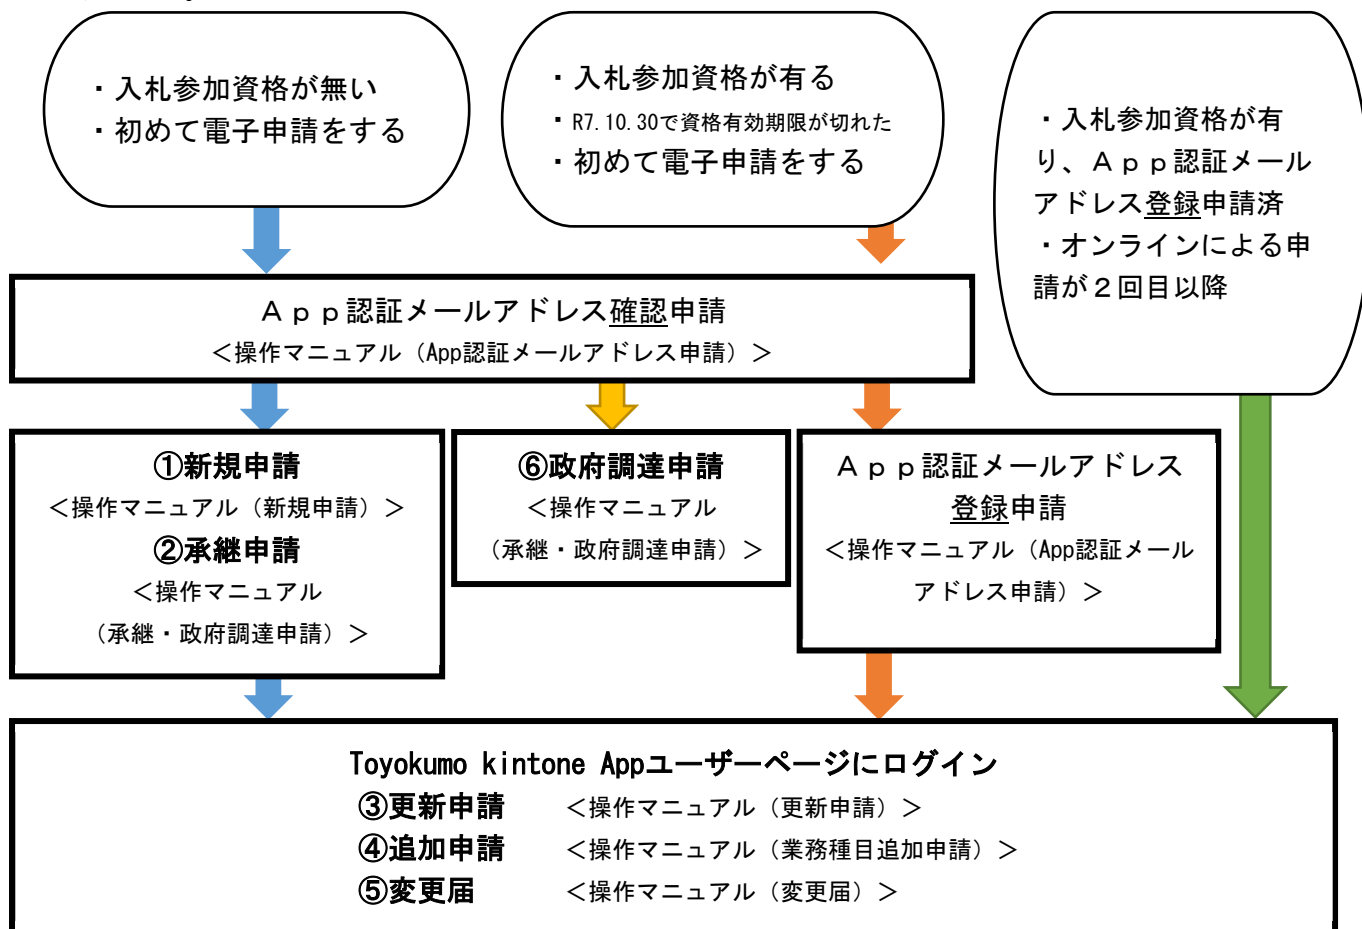 ・入札参加資格が無い
・初めて電子申請をする
・入札参加資格が有る
・R7.10.30で資格有効期限が切れた
・初めて電子申請をする
・入札参加資格が有
り、Ａｐｐ認証メール
アドレス登録申請済
・オンラインによる申
請が２回目以降
Ａｐｐ認証メールアドレス確認申請
＜操作マニュアル（App認証メールアドレス申請）＞
①新規申請
＜操作マニュアル（新規申請）＞
②承継申請
＜操作マニュアル
（承継・政府調達申請）＞
⑥政府調達申請
＜操作マニュアル
（承継・政府調達申請）＞
Ａｐｐ認証メールアドレス
登録申請
＜操作マニュアル（App認証メール
アドレス申請）＞
Toyokumo kintone Appユーザーページにログイン
③更新申請　　＜操作マニュアル（更新申請）＞
④追加申請　　＜操作マニュアル（業務種目追加申請）＞
⑤変更届　　　＜操作マニュアル（変更届）＞